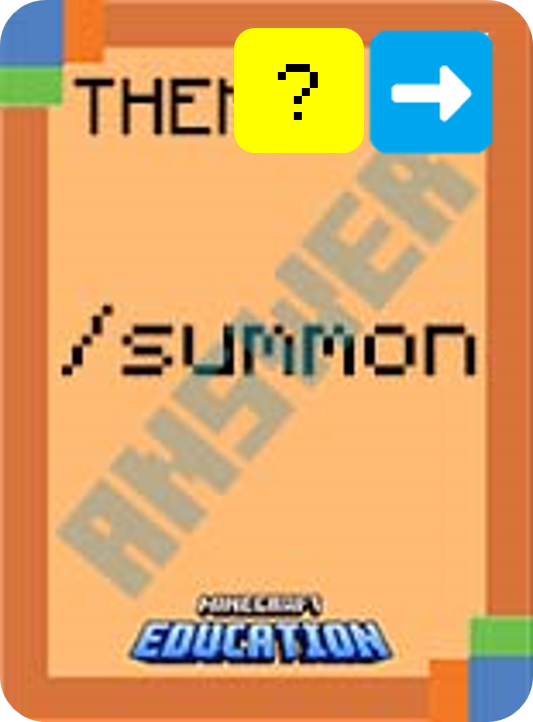 THEN ?
/summon
ANSWER
MINECRAFT
EDUCATION